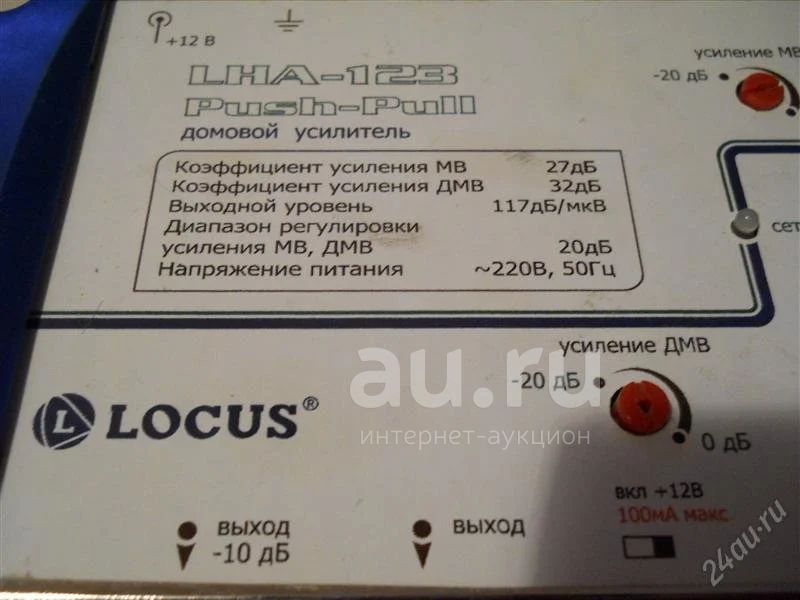 +12 В
усиление МВ
-20 дБ
LHA-123
Push-Pull
домовой усилитель
Коэффициент усиления МВ 27дБ
Коэффициент усиления ДМВ 32дБ
Выходной уровень 117дБ/мкВ
Диапазон регулировки
усиления МВ, ДМВ 20дБ
Напряжение питания ~220В, 50Гц
сет
усиление ДМВ
-20 дБ
0 дБ
au.ru
интернет-аукцион
L LOCUS®
вкл +12В
100мА макс
ВЫХОД
-10 дБ
ВЫХОД
24au.ru